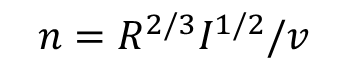 n = R^{2/3}I^{1/2}/v